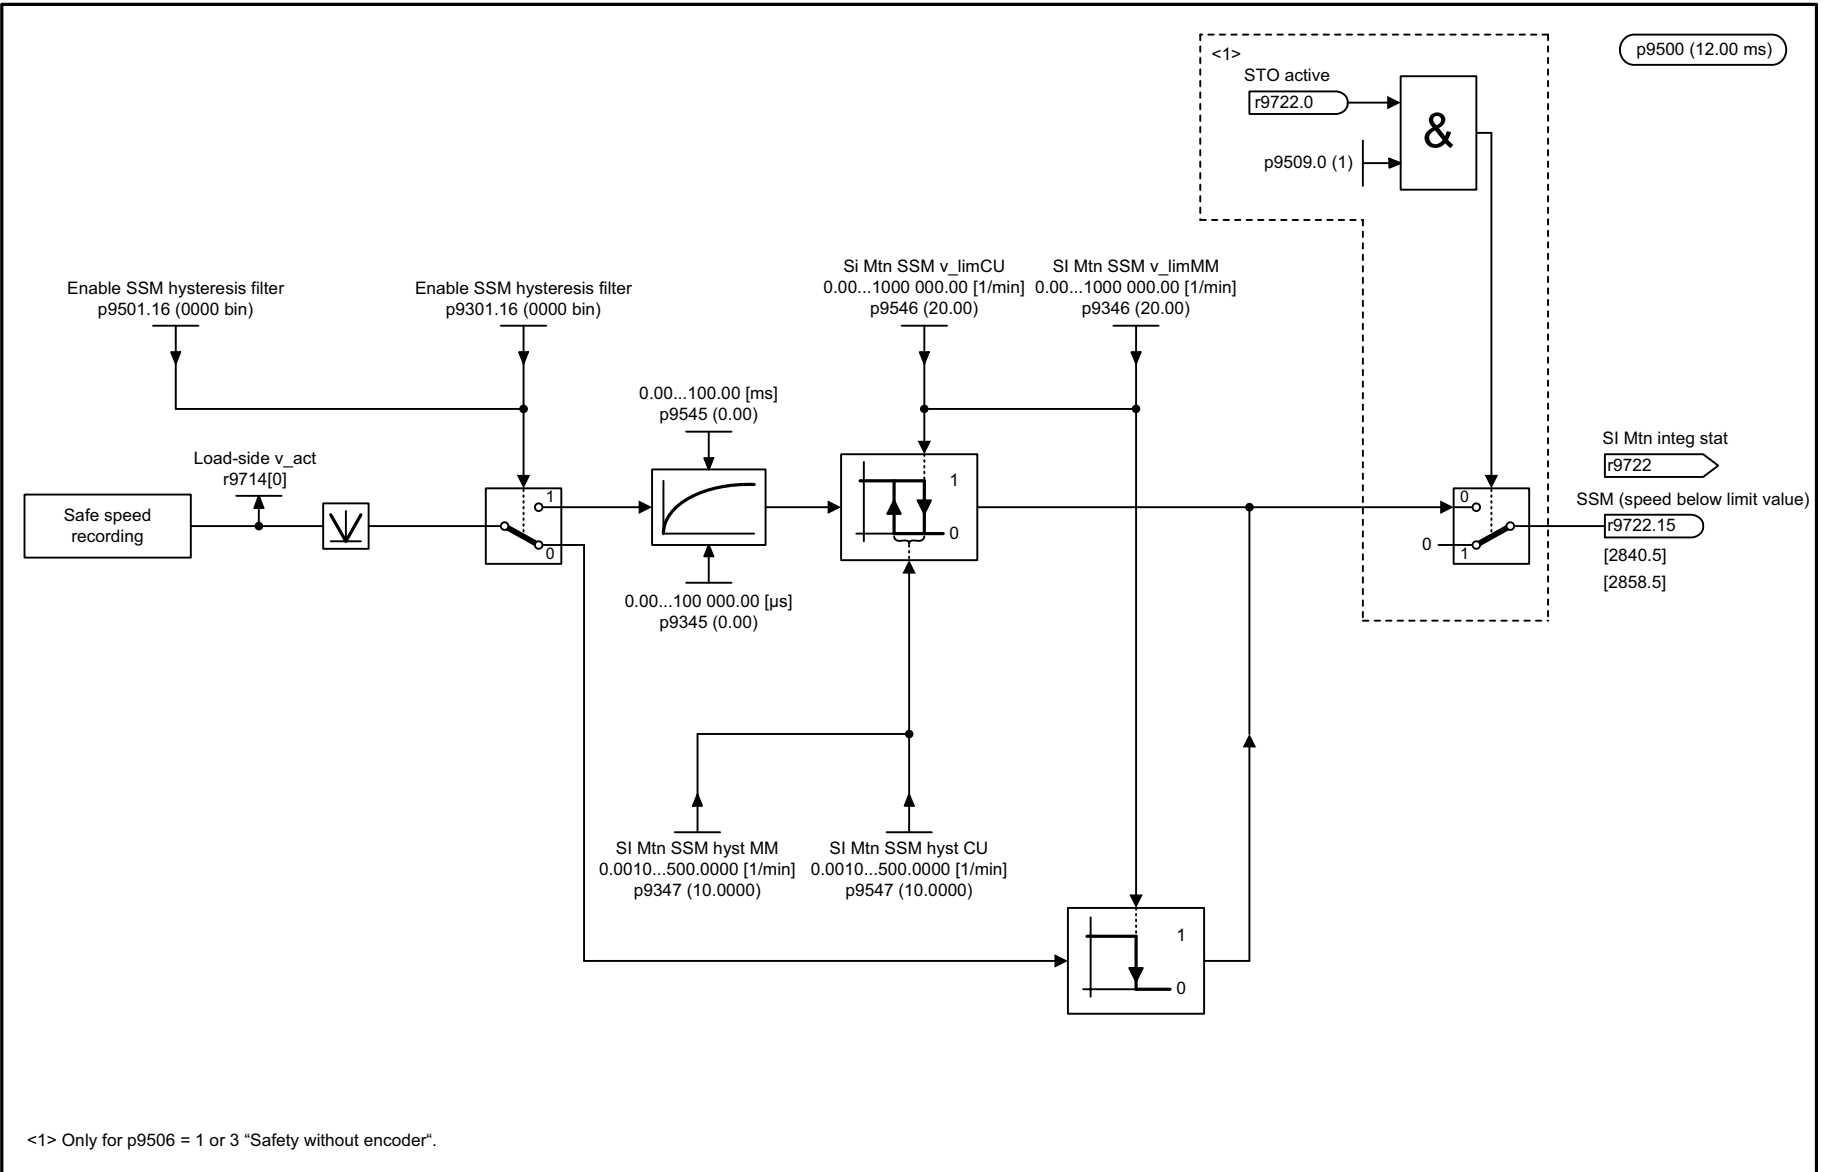 <1>
p9500 (12.00 ms)
STO active
r9722.0
&
p9509.0 (1)
Enable SSM hysteresis filter
p9501.16 (0000 bin)
Enable SSM hysteresis filter
p9301.16 (0000 bin)
Si Mtn SSM v_limCU
0.00...1000 000.00 [1/min]
p9546 (20.00)
SI Mtn SSM v_limMM
0.00...1000 000.00 [1/min]
p9346 (20.00)
0.00...100.00 [ms]
p9545 (0.00)
Load-side v_act
r9714[0]
Safe speed
recording
1
0
1
0
0.00...100 000.00 [µs]
p9345 (0.00)
0
0
1
SI Mtn integ stat
r9722
SSM (speed below limit value)
r9722.15
[2840.5]
[2858.5]
SI Mtn SSM hyst MM
0.0010...500.0000 [1/min]
p9347 (10.0000)
SI Mtn SSM hyst CU
0.0010...500.0000 [1/min]
p9547 (10.0000)
1
0
<1> Only for p9506 = 1 or 3 “Safety without encoder“.